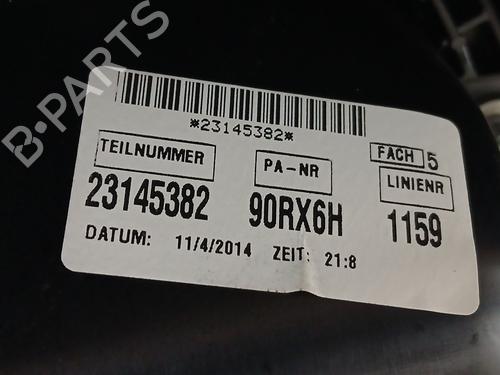 B-PARTS
*23145382*
TEILNUMMER PA-NR FACH 5
LINIENR
23145382 90RX6H 1159
DATUM: 11/4/2014 ZEIT: 21:8